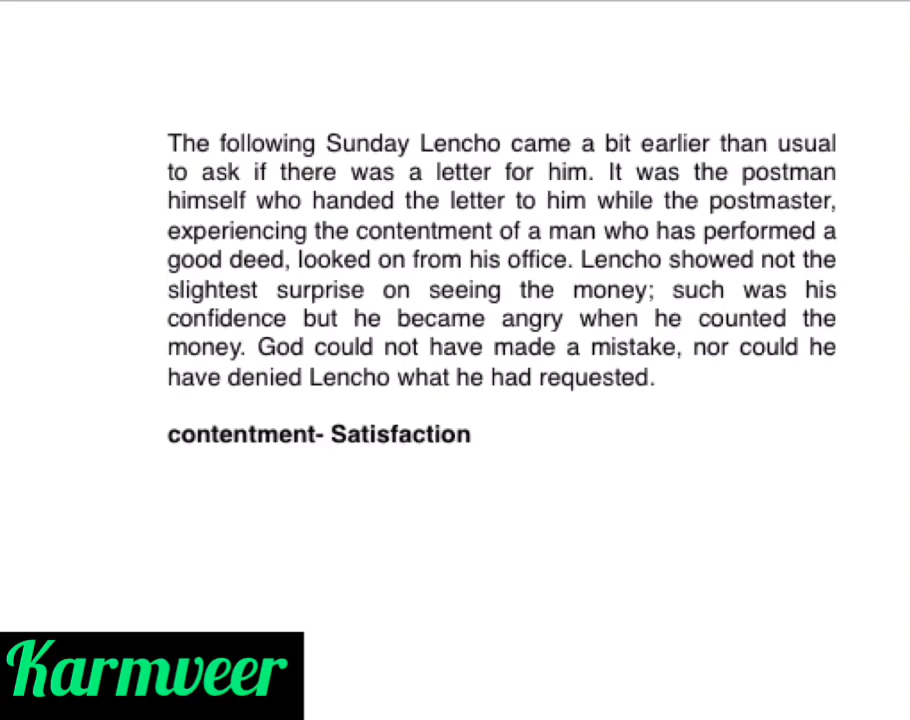 The following Sunday Lencho came a bit earlier than usual
to ask if there was a letter for him. It was the postman
himself who handed the letter to him while the postmaster,
experiencing the contentment of a man who has performed a
good deed, looked on from his office. Lencho showed not the
slightest surprise on seeing the money; such was his
confidence but he became angry when he counted the
money. God could not have made a mistake, nor could he
have denied Lencho what he had requested.
contentment- Satisfaction
Karmveer